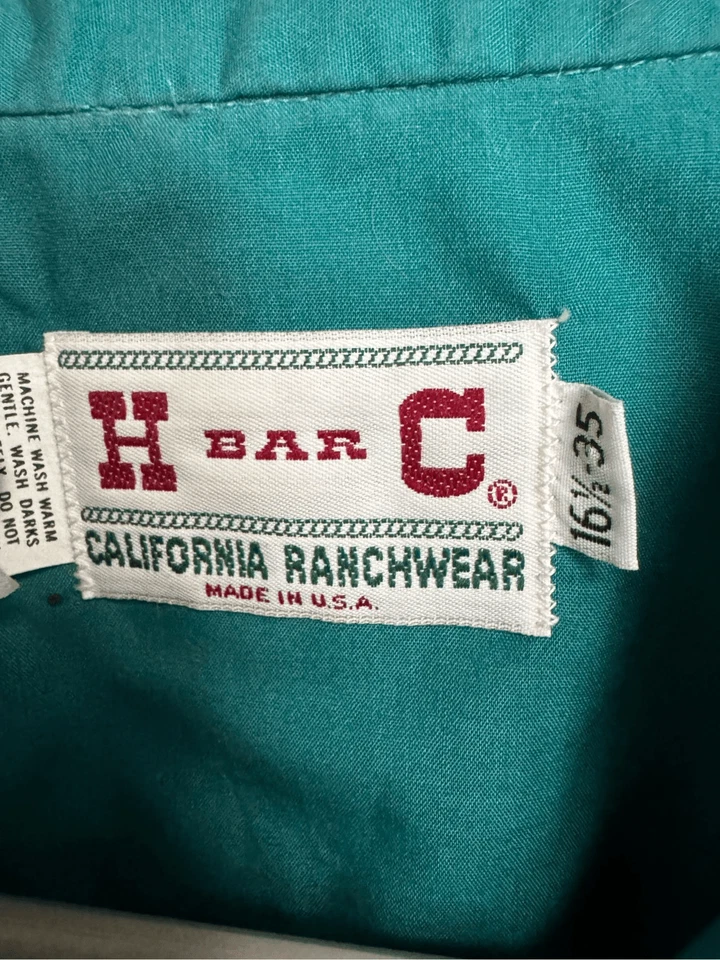 H BAR C ®
CALIFORNIA RANCHWEAR
MADE IN U.S.A.
16½-35
MACHINE WASH WARM
GENTLE. WASH DARKS
DO NOT